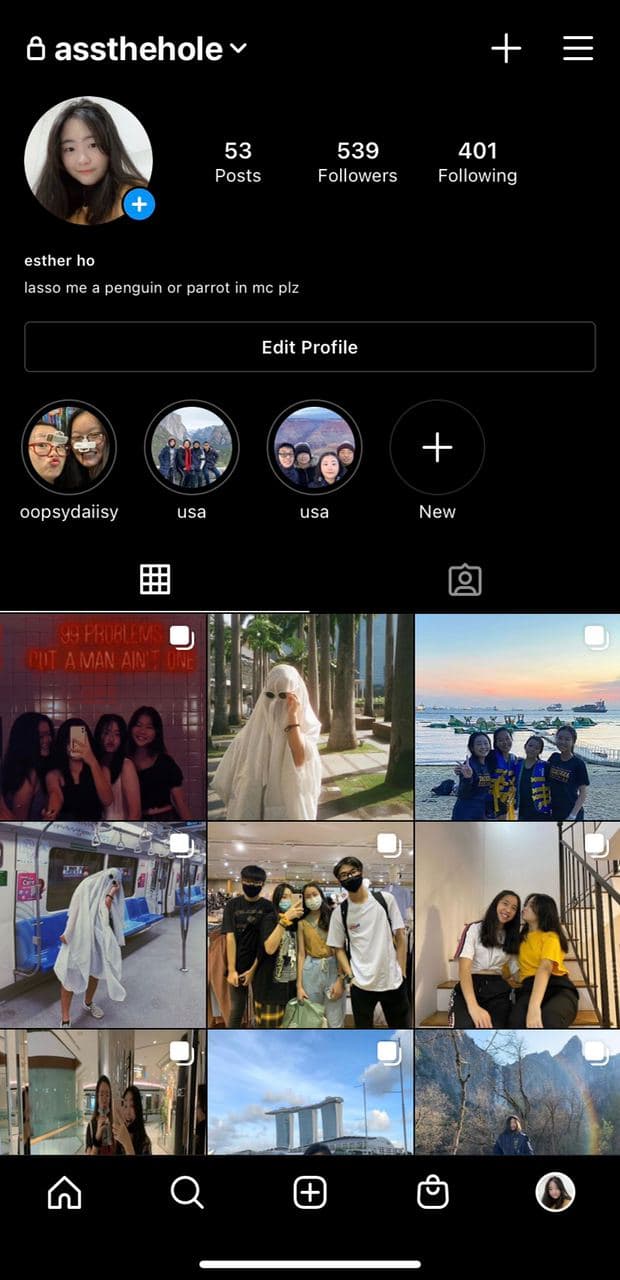 assthehole
53
Posts
539
Followers
401
Following
esther ho
lasso me a penguin or parrot in mc plz
Edit Profile
oopsydaiisy
usa
usa
New
99 PROBLEMS
BUT A MAN AIN'T ONE